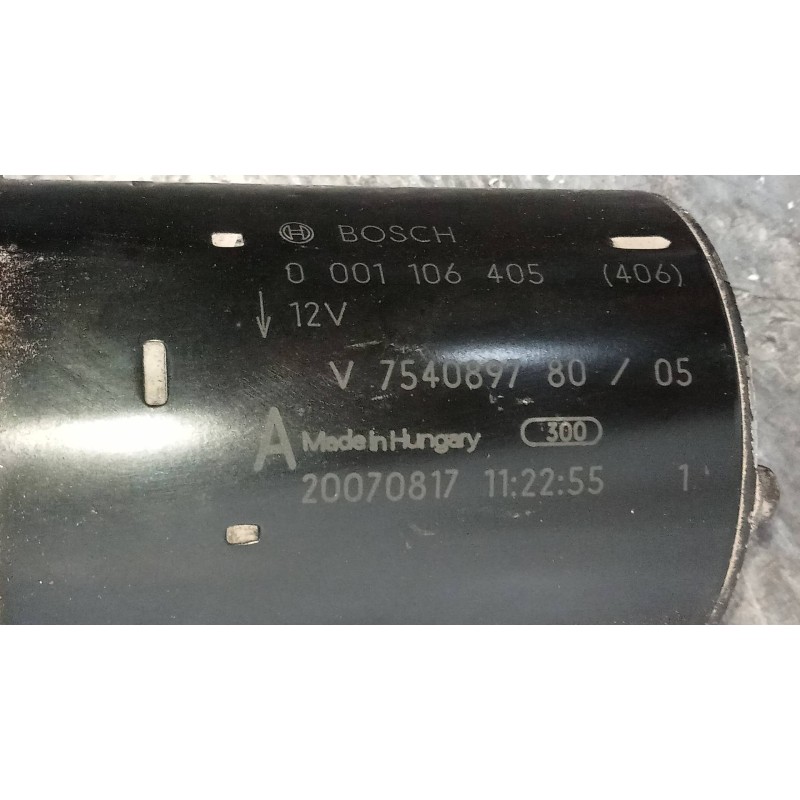 BOSCH
0 001 106 405 (406)
12V
V 7540897 80 / 05
A Made in Hungary 300
20070817 11:22:55 1